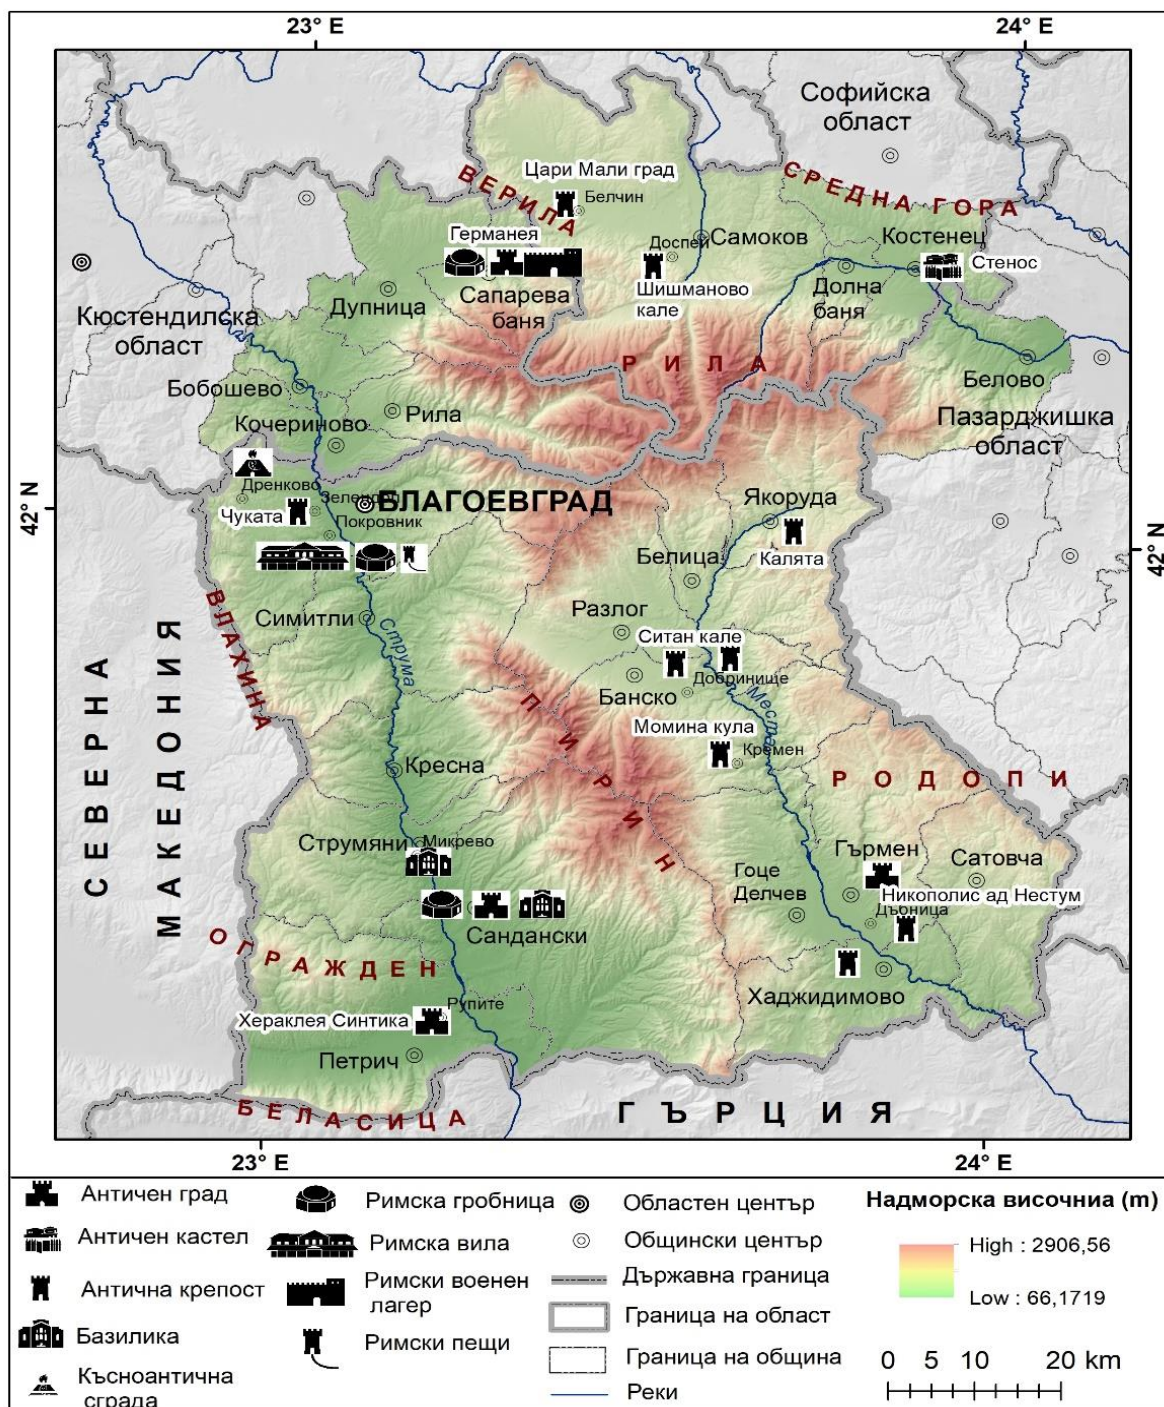 23° E
24° E
Софийска
област
СРЕДНА ГОРА
Цари Мали град
ВЕРИЛА
Белчин
Германея
Доспей
Самоков
Костенец
Стенос
Шишманово
кале
Долна
баня
Сапарева
баня
Дупница
Кюстендилска
област
РИЛА
Белово
Бобошево
Рила
Кочериново
Пазарджишка
област
Дренково
Зеленд
БЛАГОЕВГРАД
Якоруда
42° N
Чуката
Покровник
Калята
42° N
Белица
Разлог
ВЛАХИНА
Симитли
Струма
Ситан кале
Добринище
Банско
Места
СЕВЕРНА
МАКЕДОНИЯ
ПИРИН
Момина кула
Кремен
Кресна
РОДОПИ
Струмяни
Микрево
Гърмен
Сатовча
Гоце
Делчев
Никополис ад Нестум
Дъбница
Сандански
ОГРАЖДЕН
Хаджидимово
Рупите
Хераклея Синтика
Петрич
БЕЛАСИЦА
ГЪРЦИЯ
23° E
24° E
Античен град
Античен кастел
Антична крепост
Базилика
Късноантична
сграда
Римска гробница
Римска вила
Римски военен
лагер
Римски пещи
Областен център
Общински център
Държавна граница
Граница на област
Граница на община
Реки
Надморска височниа (m)
High : 2906,56
Low : 66,1719
0 5 10 20 km